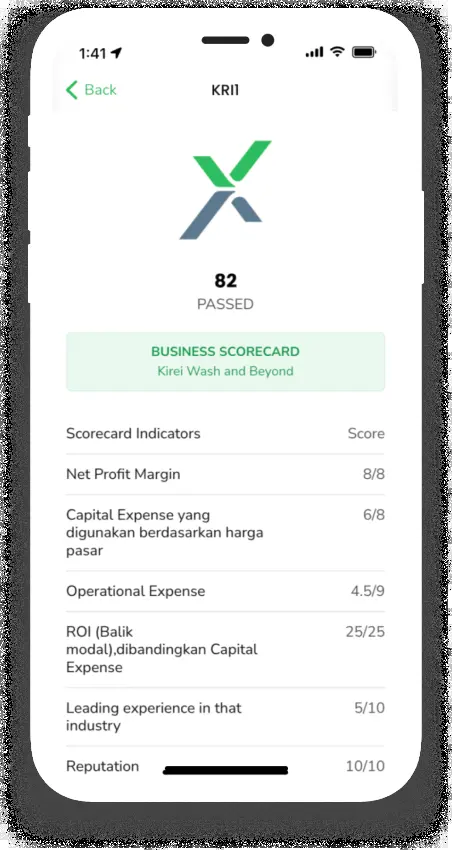 1:41
Back
KRI1
82
PASSED
BUSINESS SCORECARD
Kirei Wash and Beyond
Scorecard Indicators Score
Net Profit Margin 8/8
Capital Expense yang 6/8
digunakan berdasarkan harga
pasar
Operational Expense 4.5/9
ROI (Balik 25/25
modal),dibandingkan Capital
Expense
Leading experience in that 5/10
industry
Reputation 10/10